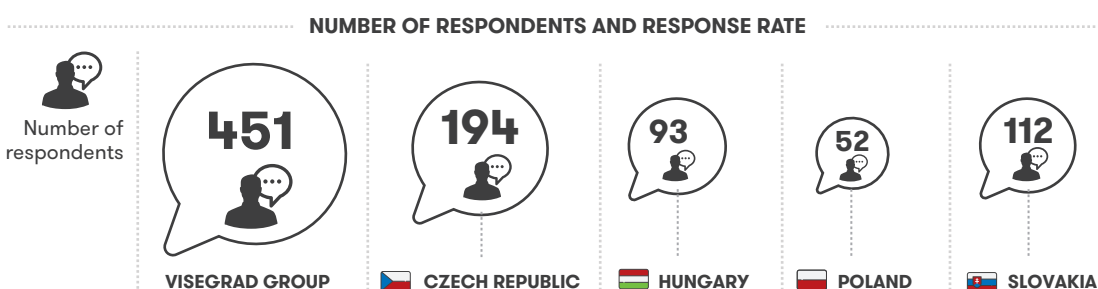 NUMBER OF RESPONDENTS AND RESPONSE RATE
Number of
respondents
451
194
93
52
112
VISEGRAD GROUP
CZECH REPUBLIC
HUNGARY
POLAND
SLOVAKIA